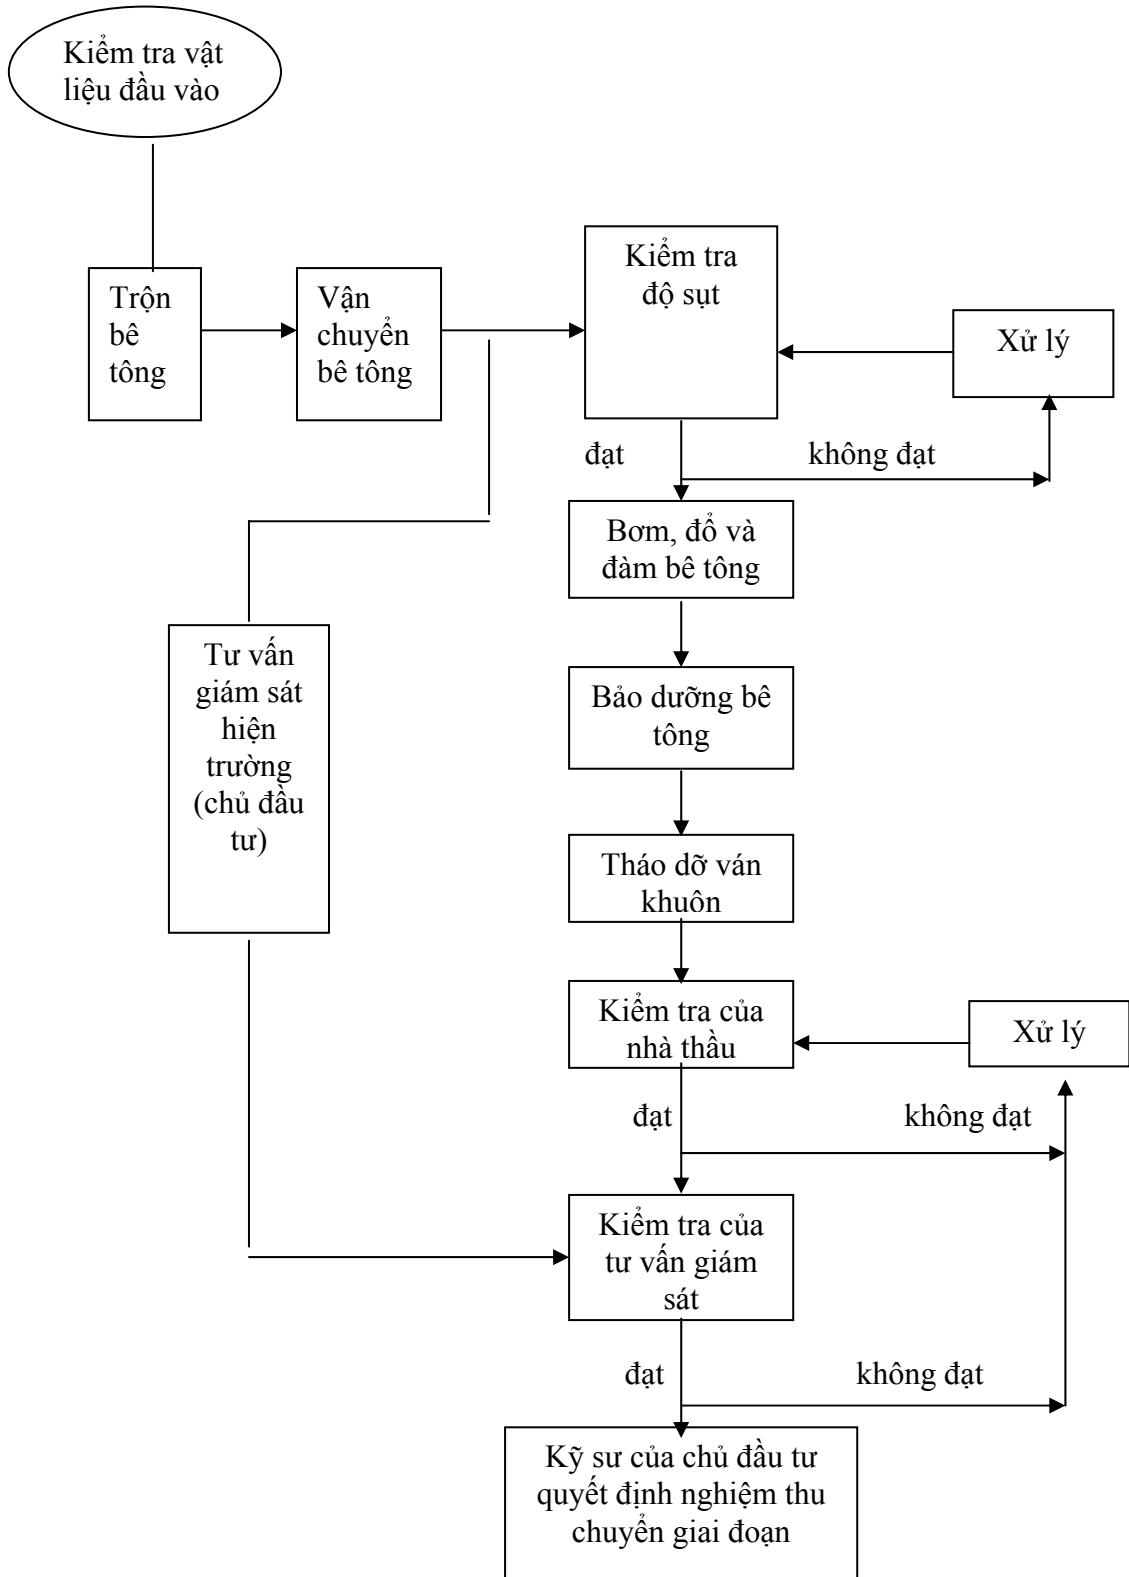 Kiểm tra vật
liệu đầu vào
Trộn
bê
tông
Vận
chuyển
bê tông
Kiểm tra
độ sụt
Xử lý
đạt
không đạt
Bơm, đổ và
đàm bê tông
Tư vấn
giám sát
hiện
trường
(chủ đầu
tư)
Bảo dưỡng bê
tông
Tháo dỡ ván
khuôn
Kiểm tra của
nhà thầu
Xử lý
đạt
không đạt
Kiểm tra của
tư vấn giám
sát
đạt
không đạt
Kỹ sư của chủ đầu tư
quyết định nghiệm thu
chuyển giai đoạn